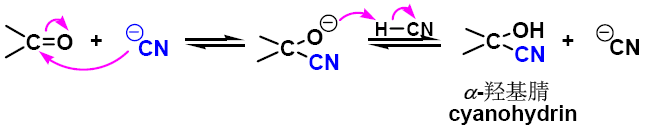 C=O + ⊖CN ⇌ C O⊖ CN H−CN ⇌ C OH CN + ⊖CN
α-羟基腈
cyanohydrin